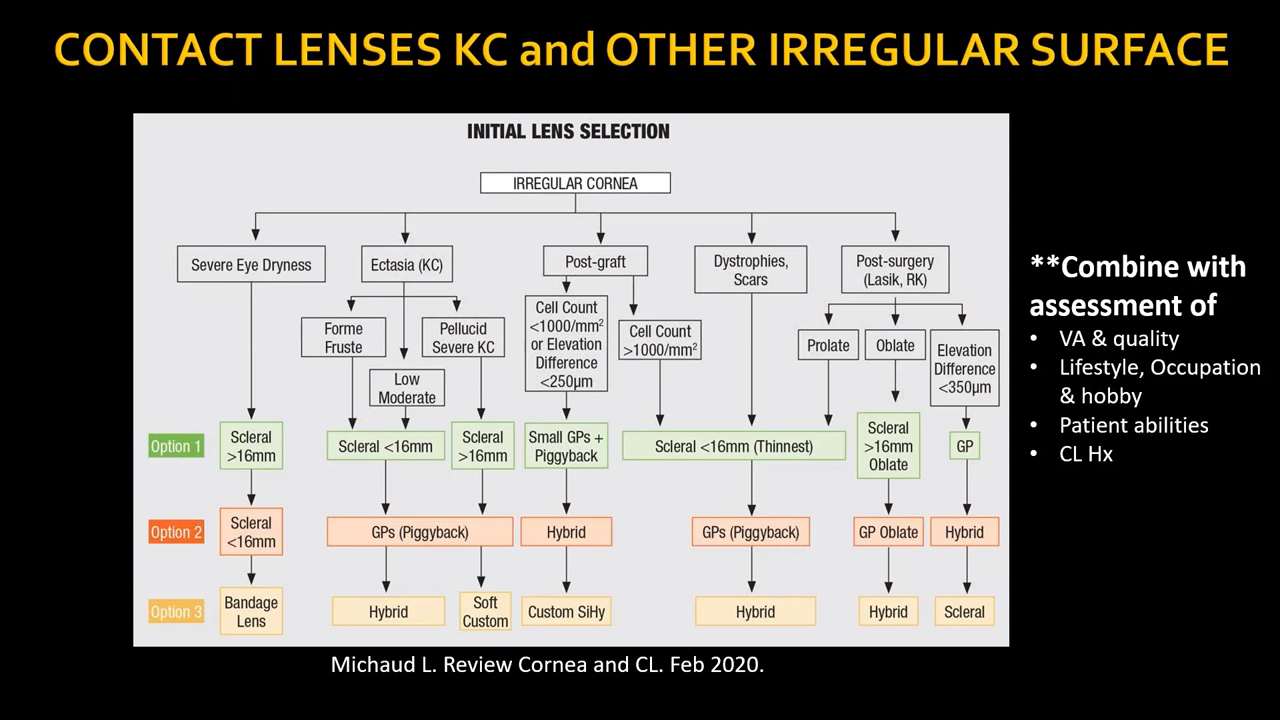 CONTACT LENSES KC and OTHER IRREGULAR SURFACE
INITIAL LENS SELECTION
IRREGULAR CORNEA
Severe Eye Dryness
Ectasia (KC)
Post-graft
Dystrophies,
Scars
Post-surgery
(Lasik, RK)
Forme
Fruste
Low
Moderate
Pellucid
Severe KC
Cell Count
<1000/mm²
or Elevation
Difference
<250µm
Cell Count
>1000/mm²
Prolate
Oblate
Elevation
Difference
<350µm
Option 1
Scleral
>16mm
Scleral <16mm
Scleral
>16mm
Small GPs +
Piggyback
Scleral <16mm (Thinnest)
Scleral
>16mm
Oblate
GP
Option 2
Scleral
<16mm
GPs (Piggyback)
Hybrid
GPs (Piggyback)
GP Oblate
Hybrid
Option 3
Bandage
Lens
Hybrid
Soft
Custom
Custom SiHy
Hybrid
Hybrid
Scleral
**Combine with
assessment of
• VA & quality
• Lifestyle, Occupation
& hobby
• Patient abilities
• CL Hx
Michaud L. Review Cornea and CL. Feb 2020.